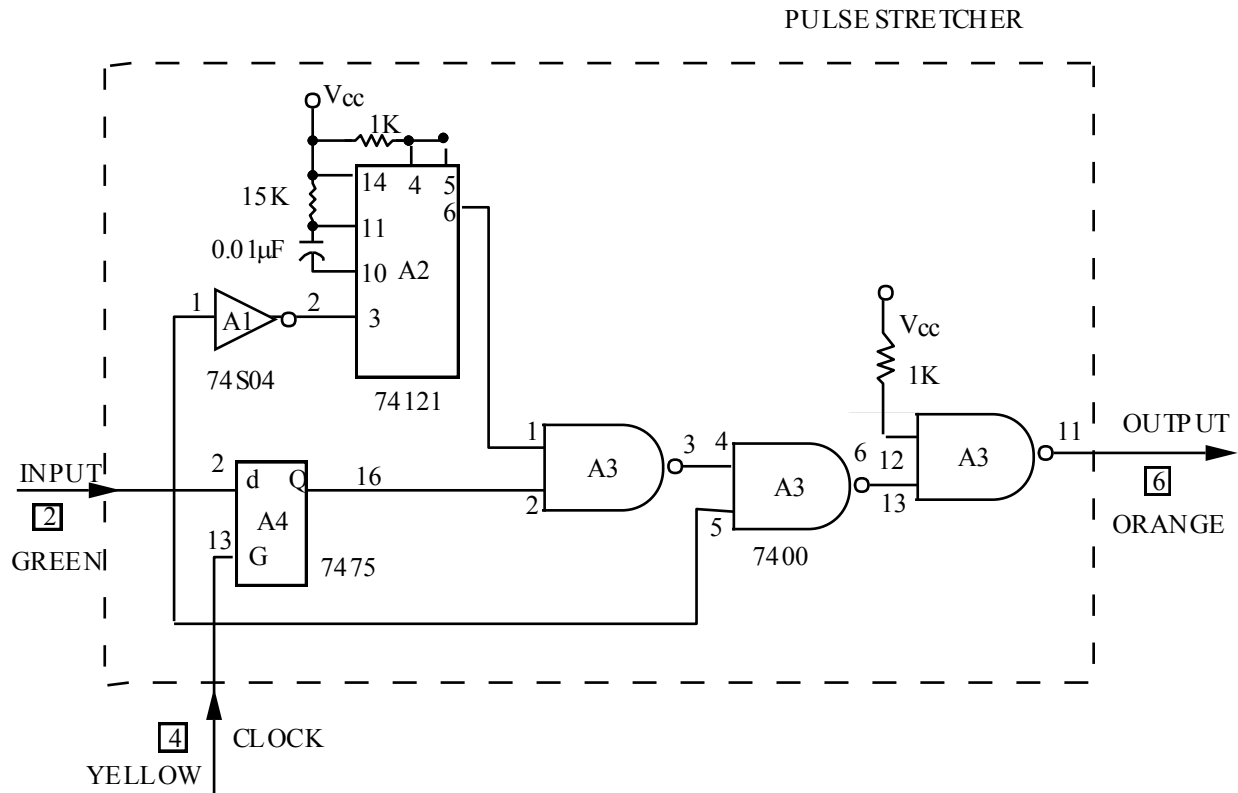 PULSE STRETCHER
Vcc
1K
14 4 5
6
15K
11
0.01µF
10 A2
1 A1 2 3
74S04
74121
Vcc
1K
1
2
A3
3 4
5
A3
6
12
13
A3
11 OUTPUT
6
ORANGE
7400
INPUT
2
GREEN
2 d Q 16
A4
13 G
7475
4 CLOCK
YELLOW